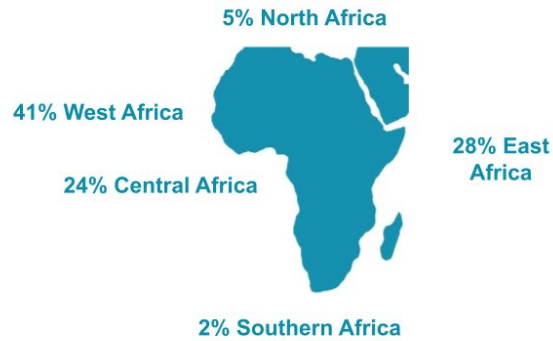 5% North Africa
41% West Africa
28% East
Africa
24% Central Africa
2% Southern Africa